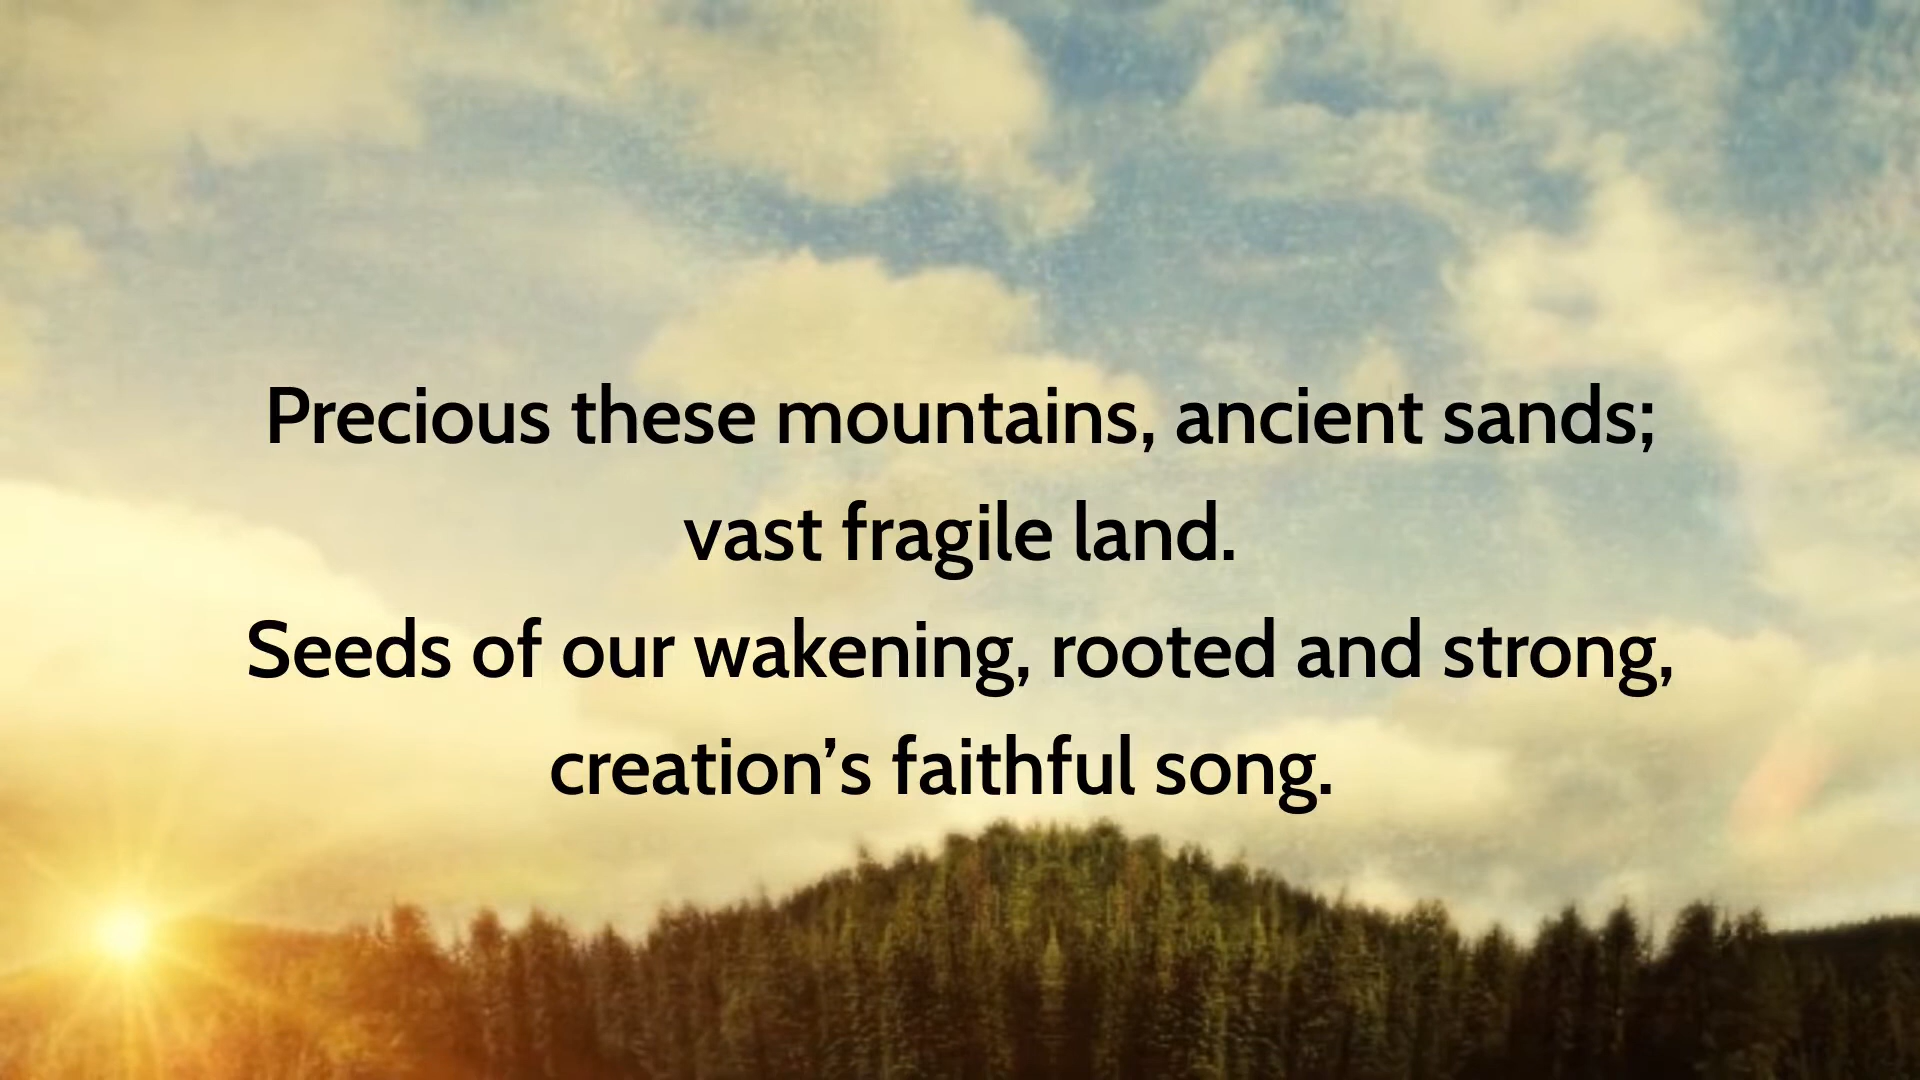 Precious these mountains, ancient sands;
vast fragile land.
Seeds of our wakening, rooted and strong,
creation’s faithful song.